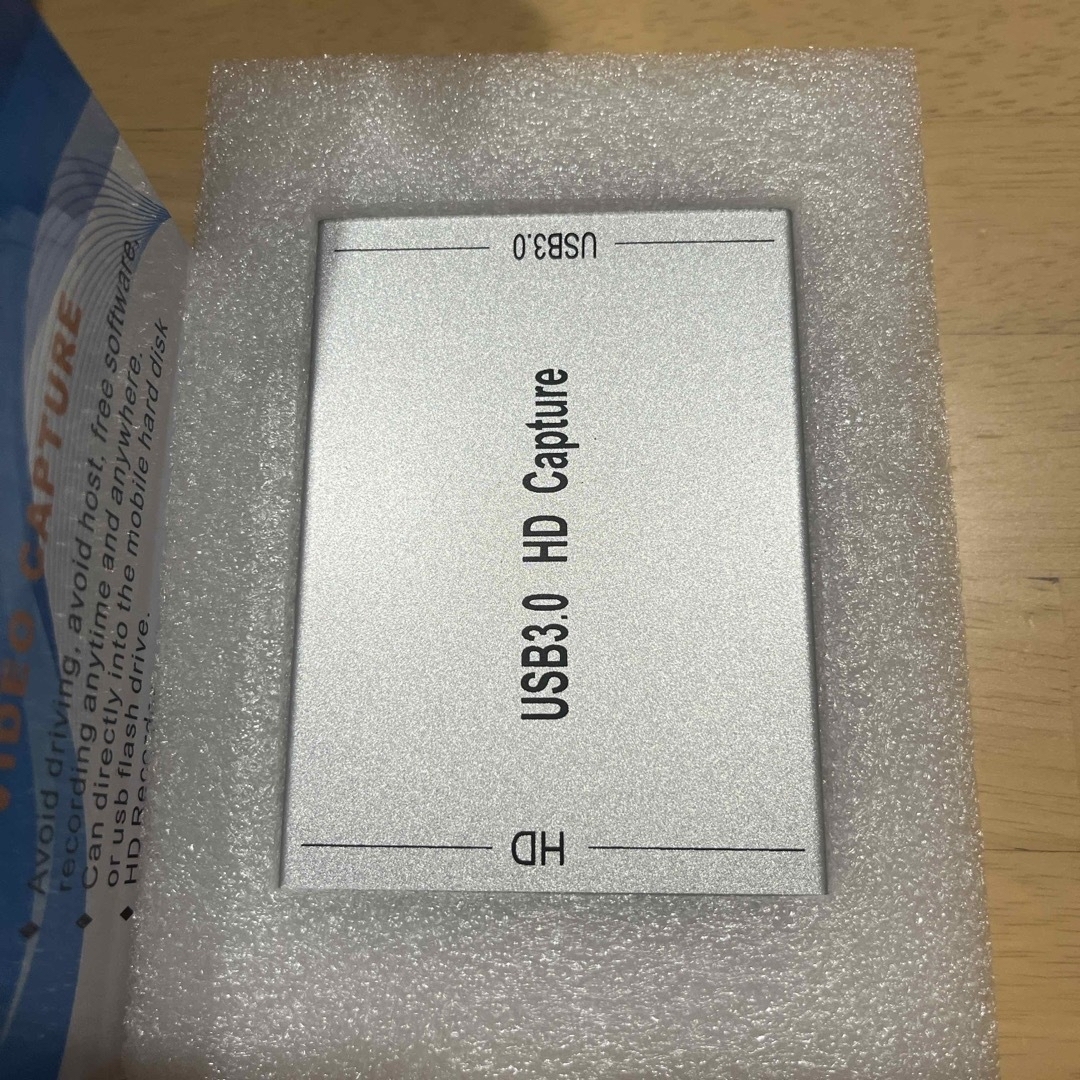 VIDEO CAPTURE
Avoid driving, avoid host, free software,
recording anytime and anywhere.
Can directly into the mobile hard disk
or usb flash drive.
HD
USB3.0
USB3.0 HD Capture
HD